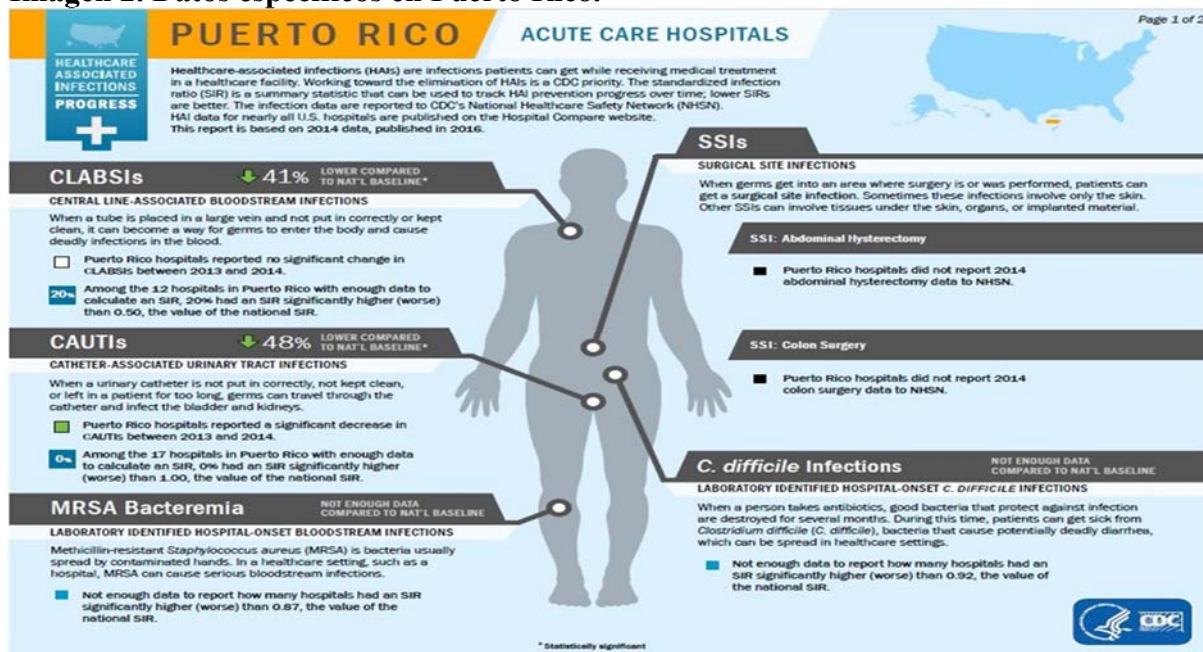 Imagen 2: Datos específicos en Puerto Rico.
HEALTHCARE
ASSOCIATED
INFECTIONS
PROGRESS
PUERTO RICO
ACUTE CARE HOSPITALS
Page 1 of 2
Healthcare-associated infections (HAIs) are infections patients can get while receiving medical treatment
in a healthcare facility. Working toward the elimination of HAIs is a CDC priority. The standardized infection
ratio (SIR) is a summary statistic that can be used to track HAI prevention progress over time; lower SIRs
are better. The infection data are reported to CDC's National Healthcare Safety Network (NHSN).
HAI data for nearly all U.S. hospitals are published on the Hospital Compare website.
This report is based on 2014 data, published in 2016.
CLABSIs
41%
LOWER COMPARED
TO NAT'L BASELINE*
CENTRAL LINE-ASSOCIATED BLOODSTREAM INFECTIONS
When a tube is placed in a large vein and not put in correctly or kept
clean, it can become a way for germs to enter the body and cause
deadly infections in the blood.
Puerto Rico hospitals reported no significant change in
CLABSIs between 2013 and 2014.
20%
Among the 12 hospitals in Puerto Rico with enough data to
calculate an SIR, 20% had an SIR significantly higher (worse)
than 0.50, the value of the national SIR.
CAUTIs
48%
LOWER COMPARED
TO NAT'L BASELINE*
CATHETER-ASSOCIATED URINARY TRACT INFECTIONS
When a urinary catheter is not put in correctly, not kept clean,
or left in a patient for too long, germs can travel through the
catheter and infect the bladder and kidneys.
Puerto Rico hospitals reported a significant decrease in
CAUTIs between 2013 and 2014.
0%
Among the 17 hospitals in Puerto Rico with enough data
to calculate an SIR, 0% had an SIR significantly higher
(worse) than 1.00, the value of the national SIR.
MRSA Bacteremia
NOT ENOUGH DATA
COMPARED TO NAT'L BASELINE
LABORATORY IDENTIFIED HOSPITAL-ONSET BLOODSTREAM INFECTIONS
Methicillin-resistant Staphylococcus aureus (MRSA) is bacteria usually
spread by contaminated hands. In a healthcare setting, such as a
hospital, MRSA can cause serious bloodstream infections.
Not enough data to report how many hospitals had an SIR
significantly higher (worse) than 0.87, the value of the
national SIR.
SSIs
SURGICAL SITE INFECTIONS
When germs get into an area where surgery is or was performed, patients can
get a surgical site infection. Sometimes these infections involve only the skin.
Other SSIs can involve tissues under the skin, organs, or implanted material.
SSI: Abdominal Hysterectomy
Puerto Rico hospitals did not report 2014
abdominal hysterectomy data to NHSN.
SSI: Colon Surgery
Puerto Rico hospitals did not report 2014
colon surgery data to NHSN.
C. difficile Infections
NOT ENOUGH DATA
COMPARED TO NAT'L BASELINE
LABORATORY IDENTIFIED HOSPITAL-ONSET C. DIFFICILE INFECTIONS
When a person takes antibiotics, good bacteria that protect against infection
are destroyed for several months. During this time, patients can get sick from
Clostridium difficile (C. difficile), bacteria that cause potentially deadly diarrhea,
which can be spread in healthcare settings.
Not enough data to report how many hospitals had an
SIR significantly higher (worse) than 0.92, the value of
the national SIR.
* Statistically significant
CDC